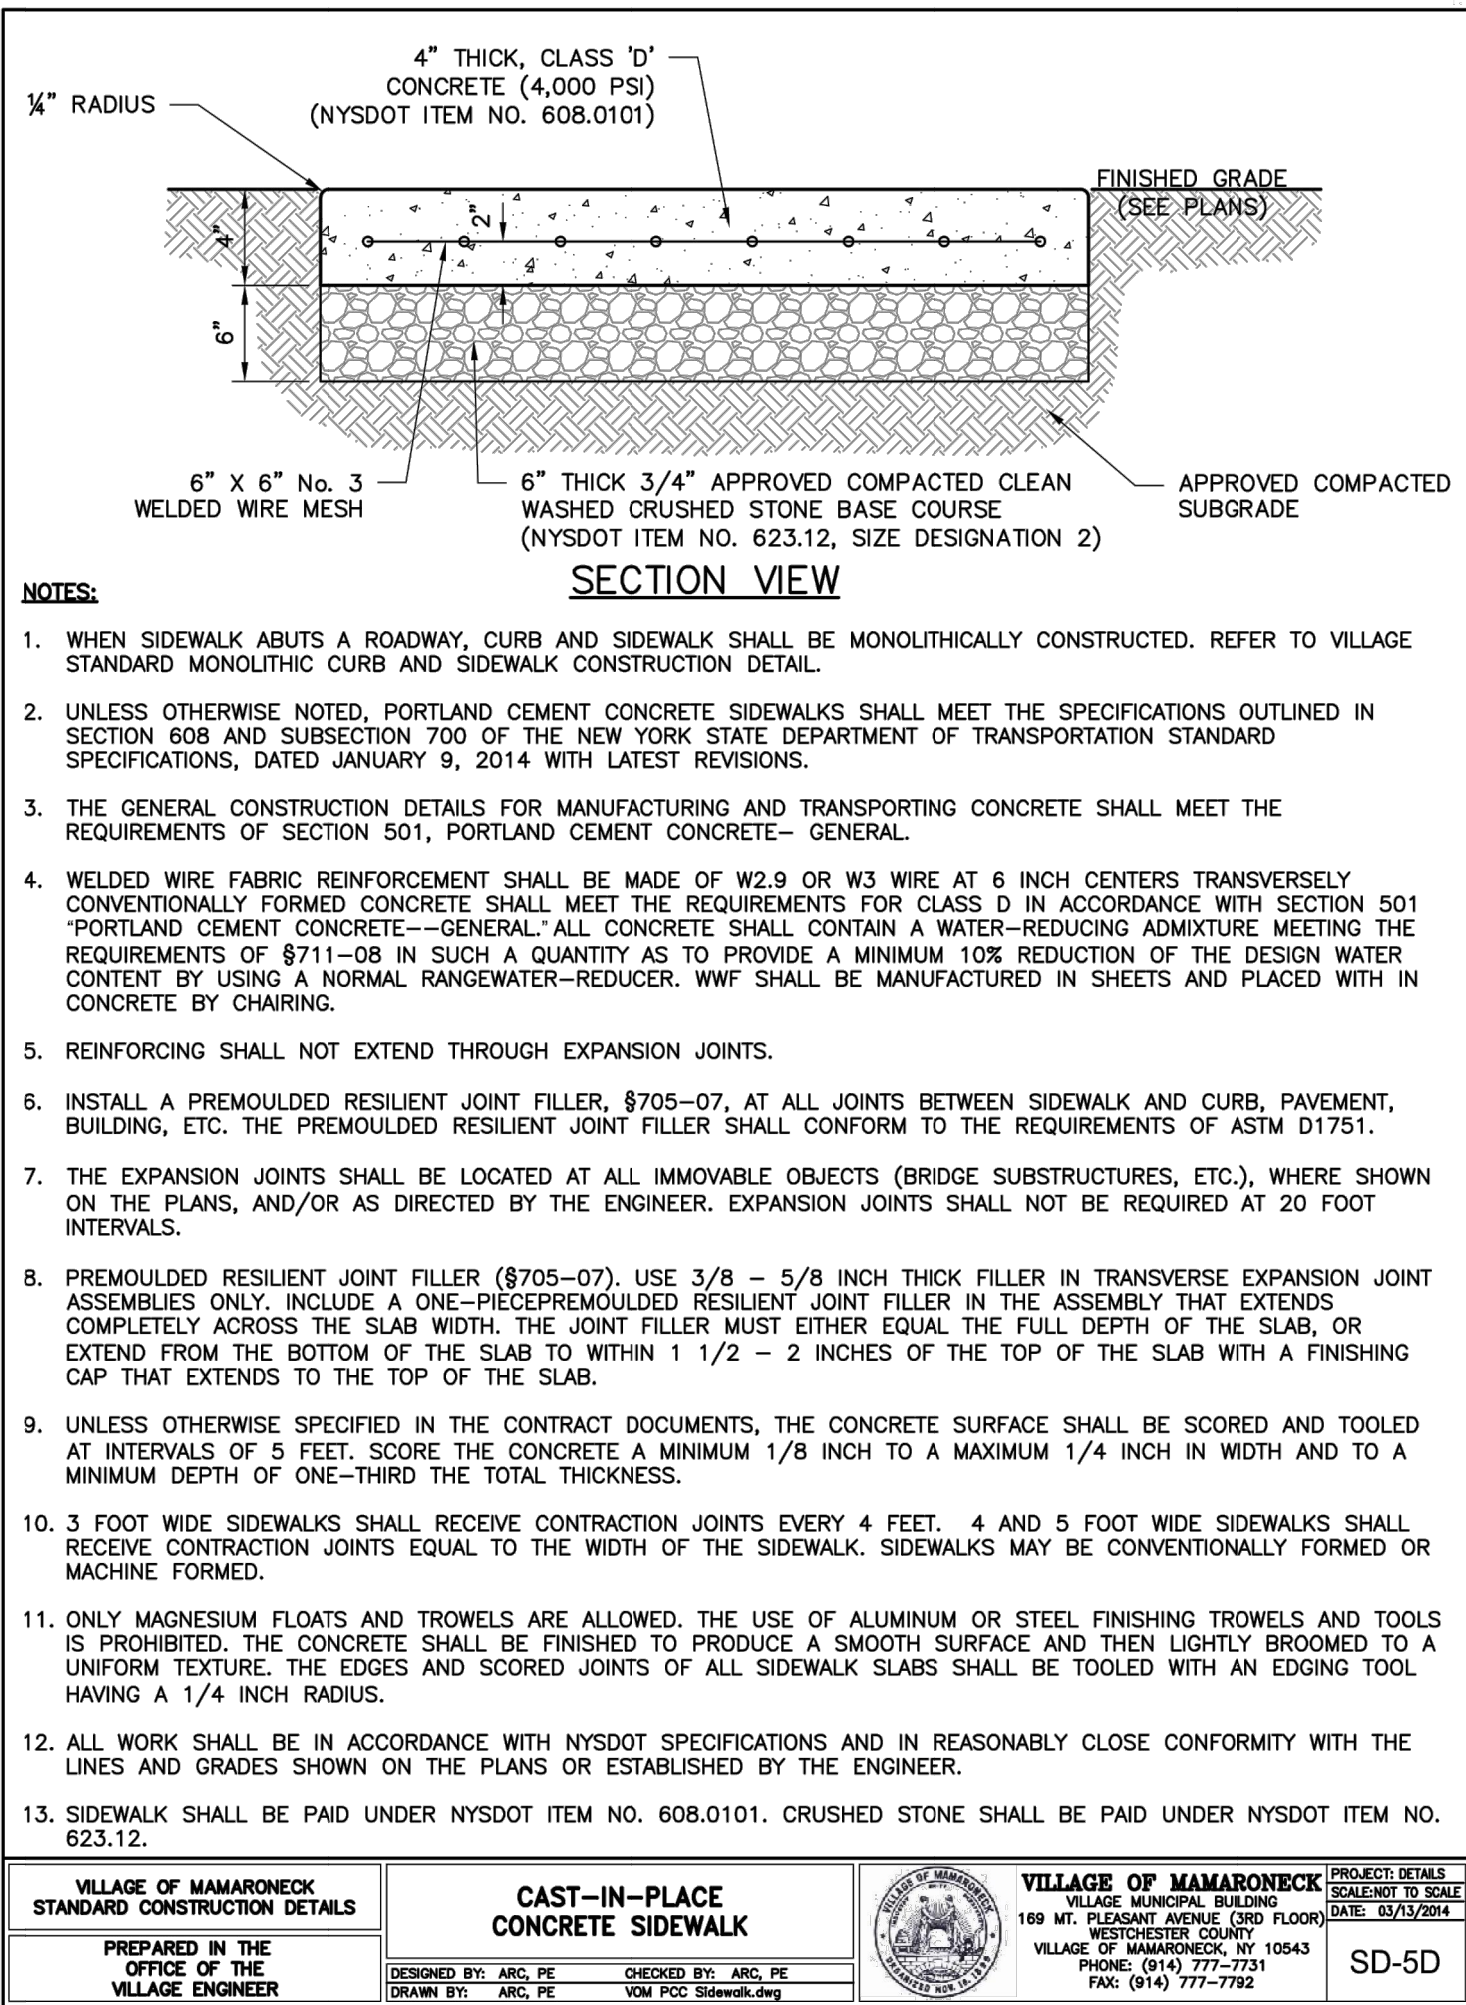 4" THICK, CLASS 'D'
CONCRETE (4,000 PSI)
(NYSDOT ITEM NO. 608.0101)
¼" RADIUS
FINISHED GRADE
(SEE PLANS)
4"
2"
6"
6" X 6" No. 3
WELDED WIRE MESH
6" THICK 3/4" APPROVED COMPACTED CLEAN
WASHED CRUSHED STONE BASE COURSE
(NYSDOT ITEM NO. 623.12, SIZE DESIGNATION 2)
APPROVED COMPACTED
SUBGRADE
SECTION VIEW
NOTES:
1. WHEN SIDEWALK ABUTS A ROADWAY, CURB AND SIDEWALK SHALL BE MONOLITHICALLY CONSTRUCTED. REFER TO VILLAGE
STANDARD MONOLITHIC CURB AND SIDEWALK CONSTRUCTION DETAIL.
2. UNLESS OTHERWISE NOTED, PORTLAND CEMENT CONCRETE SIDEWALKS SHALL MEET THE SPECIFICATIONS OUTLINED IN
SECTION 608 AND SUBSECTION 700 OF THE NEW YORK STATE DEPARTMENT OF TRANSPORTATION STANDARD
SPECIFICATIONS, DATED JANUARY 9, 2014 WITH LATEST REVISIONS.
3. THE GENERAL CONSTRUCTION DETAILS FOR MANUFACTURING AND TRANSPORTING CONCRETE SHALL MEET THE
REQUIREMENTS OF SECTION 501, PORTLAND CEMENT CONCRETE– GENERAL.
4. WELDED WIRE FABRIC REINFORCEMENT SHALL BE MADE OF W2.9 OR W3 WIRE AT 6 INCH CENTERS TRANSVERSELY
CONVENTIONALLY FORMED CONCRETE SHALL MEET THE REQUIREMENTS FOR CLASS D IN ACCORDANCE WITH SECTION 501
"PORTLAND CEMENT CONCRETE--GENERAL." ALL CONCRETE SHALL CONTAIN A WATER-REDUCING ADMIXTURE MEETING THE
REQUIREMENTS OF §711-08 IN SUCH A QUANTITY AS TO PROVIDE A MINIMUM 10% REDUCTION OF THE DESIGN WATER
CONTENT BY USING A NORMAL RANGEWATER-REDUCER. WWF SHALL BE MANUFACTURED IN SHEETS AND PLACED WITH IN
CONCRETE BY CHAIRING.
5. REINFORCING SHALL NOT EXTEND THROUGH EXPANSION JOINTS.
6. INSTALL A PREMOULDED RESILIENT JOINT FILLER, §705-07, AT ALL JOINTS BETWEEN SIDEWALK AND CURB, PAVEMENT,
BUILDING, ETC. THE PREMOULDED RESILIENT JOINT FILLER SHALL CONFORM TO THE REQUIREMENTS OF ASTM D1751.
7. THE EXPANSION JOINTS SHALL BE LOCATED AT ALL IMMOVABLE OBJECTS (BRIDGE SUBSTRUCTURES, ETC.), WHERE SHOWN
ON THE PLANS, AND/OR AS DIRECTED BY THE ENGINEER. EXPANSION JOINTS SHALL NOT BE REQUIRED AT 20 FOOT
INTERVALS.
8. PREMOULDED RESILIENT JOINT FILLER (§705-07). USE 3/8 – 5/8 INCH THICK FILLER IN TRANSVERSE EXPANSION JOINT
ASSEMBLIES ONLY. INCLUDE A ONE-PIECEPREMOULDED RESILIENT JOINT FILLER IN THE ASSEMBLY THAT EXTENDS
COMPLETELY ACROSS THE SLAB WIDTH. THE JOINT FILLER MUST EITHER EQUAL THE FULL DEPTH OF THE SLAB, OR
EXTEND FROM THE BOTTOM OF THE SLAB TO WITHIN 1 1/2 – 2 INCHES OF THE TOP OF THE SLAB WITH A FINISHING
CAP THAT EXTENDS TO THE TOP OF THE SLAB.
9. UNLESS OTHERWISE SPECIFIED IN THE CONTRACT DOCUMENTS, THE CONCRETE SURFACE SHALL BE SCORED AND TOOLED
AT INTERVALS OF 5 FEET. SCORE THE CONCRETE A MINIMUM 1/8 INCH TO A MAXIMUM 1/4 INCH IN WIDTH AND TO A
MINIMUM DEPTH OF ONE-THIRD THE TOTAL THICKNESS.
10. 3 FOOT WIDE SIDEWALKS SHALL RECEIVE CONTRACTION JOINTS EVERY 4 FEET. 4 AND 5 FOOT WIDE SIDEWALKS SHALL
RECEIVE CONTRACTION JOINTS EQUAL TO THE WIDTH OF THE SIDEWALK. SIDEWALKS MAY BE CONVENTIONALLY FORMED OR
MACHINE FORMED.
11. ONLY MAGNESIUM FLOATS AND TROWELS ARE ALLOWED. THE USE OF ALUMINUM OR STEEL FINISHING TROWELS AND TOOLS
IS PROHIBITED. THE CONCRETE SHALL BE FINISHED TO PRODUCE A SMOOTH SURFACE AND THEN LIGHTLY BROOMED TO A
UNIFORM TEXTURE. THE EDGES AND SCORED JOINTS OF ALL SIDEWALK SLABS SHALL BE TOOLED WITH AN EDGING TOOL
HAVING A 1/4 INCH RADIUS.
12. ALL WORK SHALL BE IN ACCORDANCE WITH NYSDOT SPECIFICATIONS AND IN REASONABLY CLOSE CONFORMITY WITH THE
LINES AND GRADES SHOWN ON THE PLANS OR ESTABLISHED BY THE ENGINEER.
13. SIDEWALK SHALL BE PAID UNDER NYSDOT ITEM NO. 608.0101. CRUSHED STONE SHALL BE PAID UNDER NYSDOT ITEM NO.
623.12.
VILLAGE OF MAMARONECK
STANDARD CONSTRUCTION DETAILS
PREPARED IN THE
OFFICE OF THE
VILLAGE ENGINEER
CAST-IN-PLACE
CONCRETE SIDEWALK
DESIGNED BY: ARC, PE CHECKED BY: ARC, PE
DRAWN BY: ARC, PE VOM PCC Sidewalk.dwg
VILLAGE OF MAMARONECK
ORGANIZED NOV. 16, 1895
VILLAGE OF MAMARONECK
VILLAGE MUNICIPAL BUILDING
169 MT. PLEASANT AVENUE (3RD FLOOR)
WESTCHESTER COUNTY
VILLAGE OF MAMARONECK, NY 10543
PHONE: (914) 777-7731
FAX: (914) 777-7792
PROJECT: DETAILS
SCALE: NOT TO SCALE
DATE: 03/13/2014
SD-5D